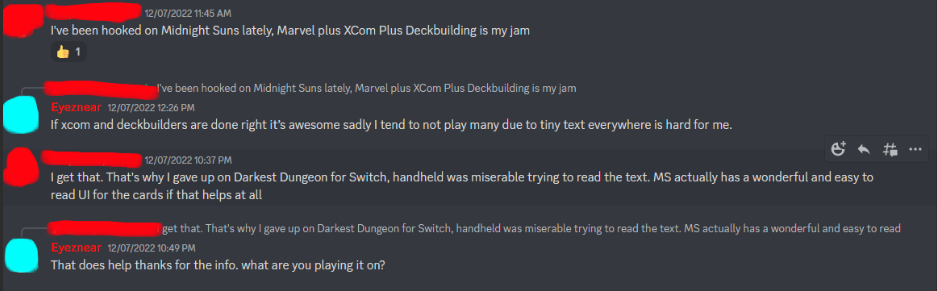 12/07/2022 11:45 AM
I've been hooked on Midnight Suns lately, Marvel plus XCom Plus Deckbuilding is my jam
👍 1
I've been hooked on Midnight Suns lately, Marvel plus XCom Plus Deckbuilding is my jam
Eyeznear 12/07/2022 12:26 PM
If xcom and deckbuilders are done right it's awesome sadly I tend to not play many due to tiny text everywhere is hard for me.
12/07/2022 10:37 PM
I get that. That's why I gave up on Darkest Dungeon for Switch, handheld was miserable trying to read the text. MS actually has a wonderful and easy to
read UI for the cards if that helps at all
get that. That's why I gave up on Darkest Dungeon for Switch, handheld was miserable trying to read the text. MS actually has a wonderful and easy to read
Eyeznear 12/07/2022 10:49 PM
That does help thanks for the info. what are you playing it on?